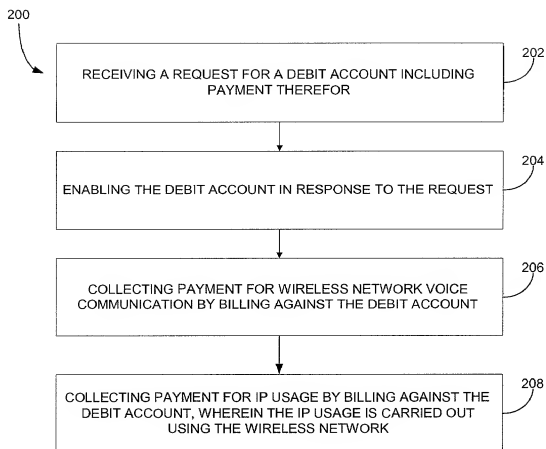 200
202
RECEIVING A REQUEST FOR A DEBIT ACCOUNT INCLUDING
PAYMENT THEREFOR
204
ENABLING THE DEBIT ACCOUNT IN RESPONSE TO THE REQUEST
206
COLLECTING PAYMENT FOR WIRELESS NETWORK VOICE
COMMUNICATION BY BILLING AGAINST THE DEBIT ACCOUNT
208
COLLECTING PAYMENT FOR IP USAGE BY BILLING AGAINST THE
DEBIT ACCOUNT, WHEREIN THE IP USAGE IS CARRIED OUT
USING THE WIRELESS NETWORK